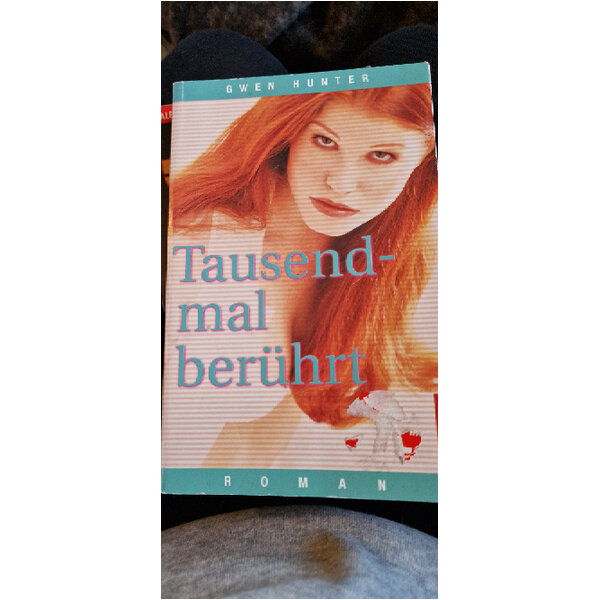 GWEN HUNTER
Tausend-
mal
berührt
ROMAN